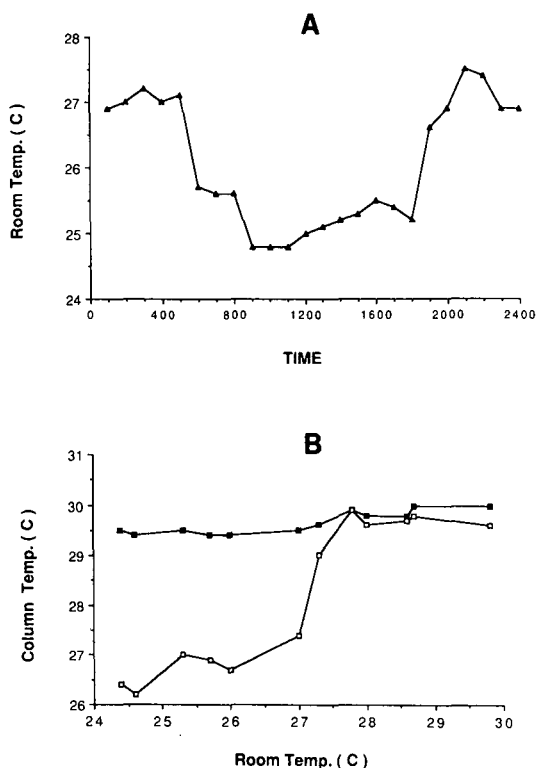 A
28
27
26
25
24
Room Temp. ( C )
0 400 800 1200 1600 2000 2400
TIME
B
31
30
29
28
27
26
Column Temp. ( C )
24 25 26 27 28 29 30
Room Temp. ( C )